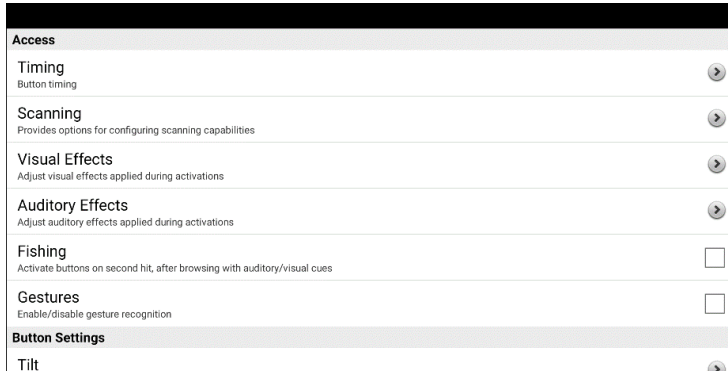 Access
Timing
Button timing
Scanning
Provides options for configuring scanning capabilities
Visual Effects
Adjust visual effects applied during activations
Auditory Effects
Adjust auditory effects applied during activations
Fishing
Activate buttons on second hit, after browsing with auditory/visual cues
Gestures
Enable/disable gesture recognition
Button Settings
Tilt